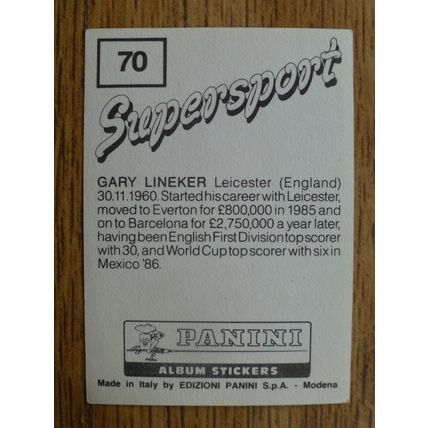 70
Supersport
GARY LINEKER Leicester (England)
30.11.1960. Started his career with Leicester,
moved to Everton for £800,000 in 1985 and
on to Barcelona for £2,750,000 a year later,
having been English First Division top scorer
with 30, and World Cup top scorer with six in
Mexico '86.
PANINI
ALBUM STICKERS
Made in Italy by EDIZIONI PANINI S.p.A. - Modena